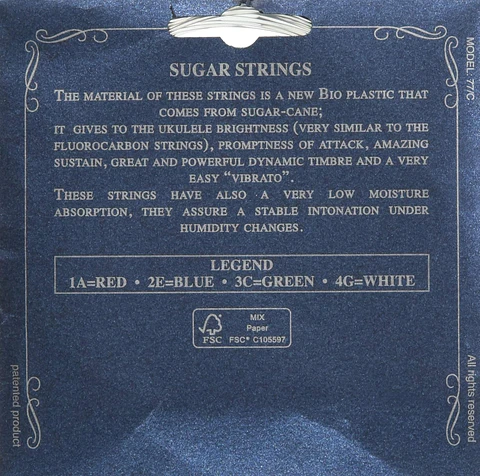 SUGAR STRINGS
THE MATERIAL OF THESE STRINGS IS A NEW BIO PLASTIC THAT
COMES FROM SUGAR-CANE;
IT GIVES TO THE UKULELE BRIGHTNESS (VERY SIMILAR TO THE
FLUOROCARBON STRINGS), PROMPTNESS OF ATTACK, AMAZING
SUSTAIN, GREAT AND POWERFUL DYNAMIC TIMBRE AND A VERY
EASY “VIBRATO”.
THESE STRINGS HAVE ALSO A VERY LOW MOISTURE
ABSORPTION, THEY ASSURE A STABLE INTONATION UNDER
HUMIDITY CHANGES.
LEGEND
1A=RED • 2E=BLUE • 3C=GREEN • 4G=WHITE
MIX
Paper
FSC
FSC® C105597
MODEL: 77/C
patented product
All rights reserved